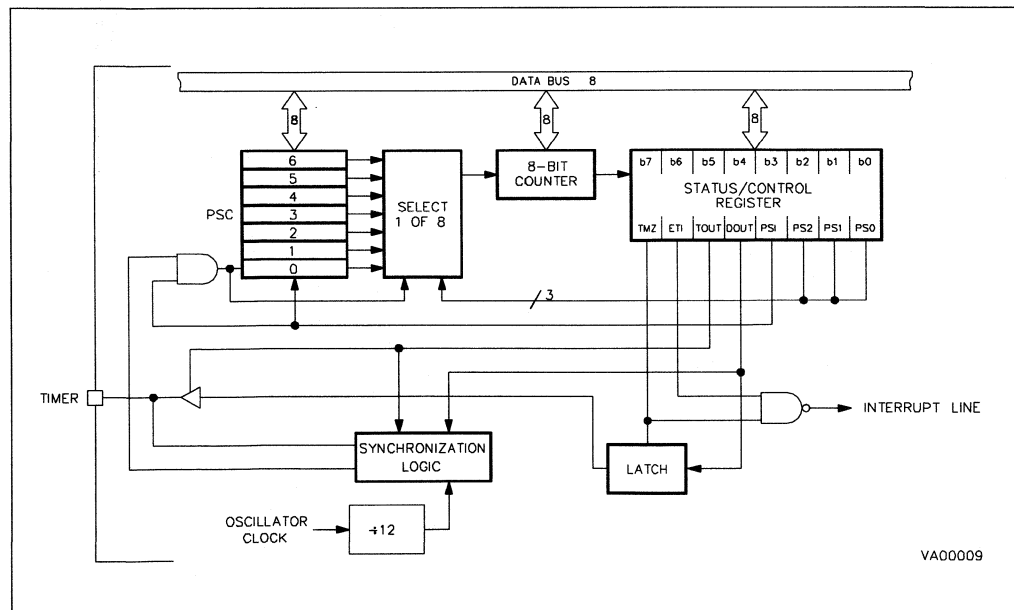 DATA BUS 8
8
8
8
6
5
4
3
2
1
0
PSC
SELECT
1 OF 8
8-BIT
COUNTER
b7 b6 b5 b4 b3 b2 b1 b0
STATUS/CONTROL
REGISTER
TMZ ETI TOUT DOUT PSI PS2 PS1 PS0
3
TIMER
SYNCHRONIZATION
LOGIC
LATCH
INTERRUPT LINE
OSCILLATOR
CLOCK
÷12
VA00009